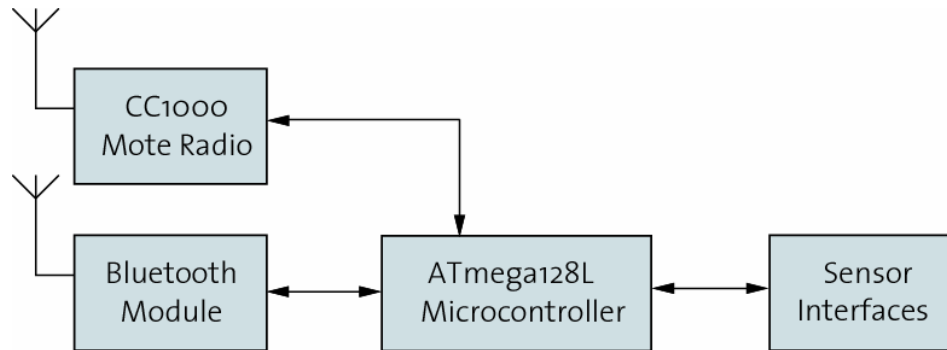 CC1000
Mote Radio
Bluetooth
Module
ATmega128L
Microcontroller
Sensor
Interfaces